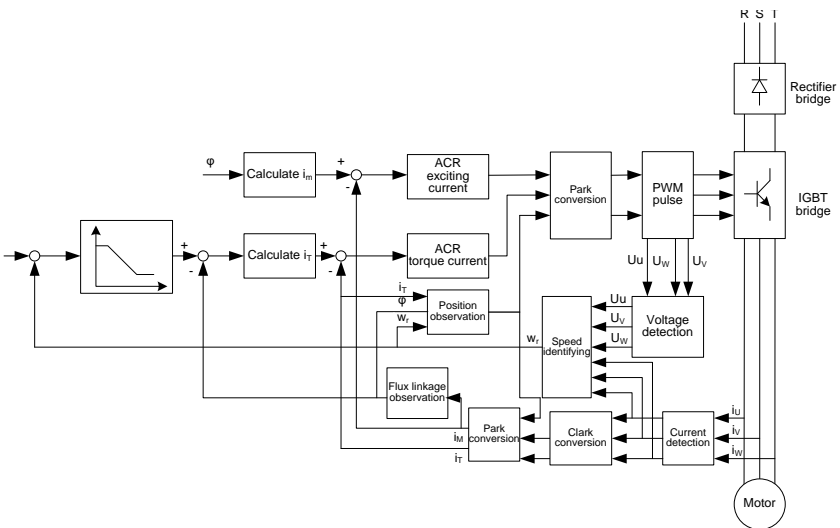 R S T
Rectifier
bridge
φ
Calculate im
+
-
ACR
exciting
current
Park
conversion
PWM
pulse
IGBT
bridge
+
-
Calculate iT
+
-
ACR
torque current
Uu UW UV
iT
φ
wr
Position
observation
wr
Speed
identifying
Uu
UV
UW
Voltage
detection
Flux linkage
observation
iM
iT
Park
conversion
Clark
conversion
Current
detection
iU
iV
iW
Motor